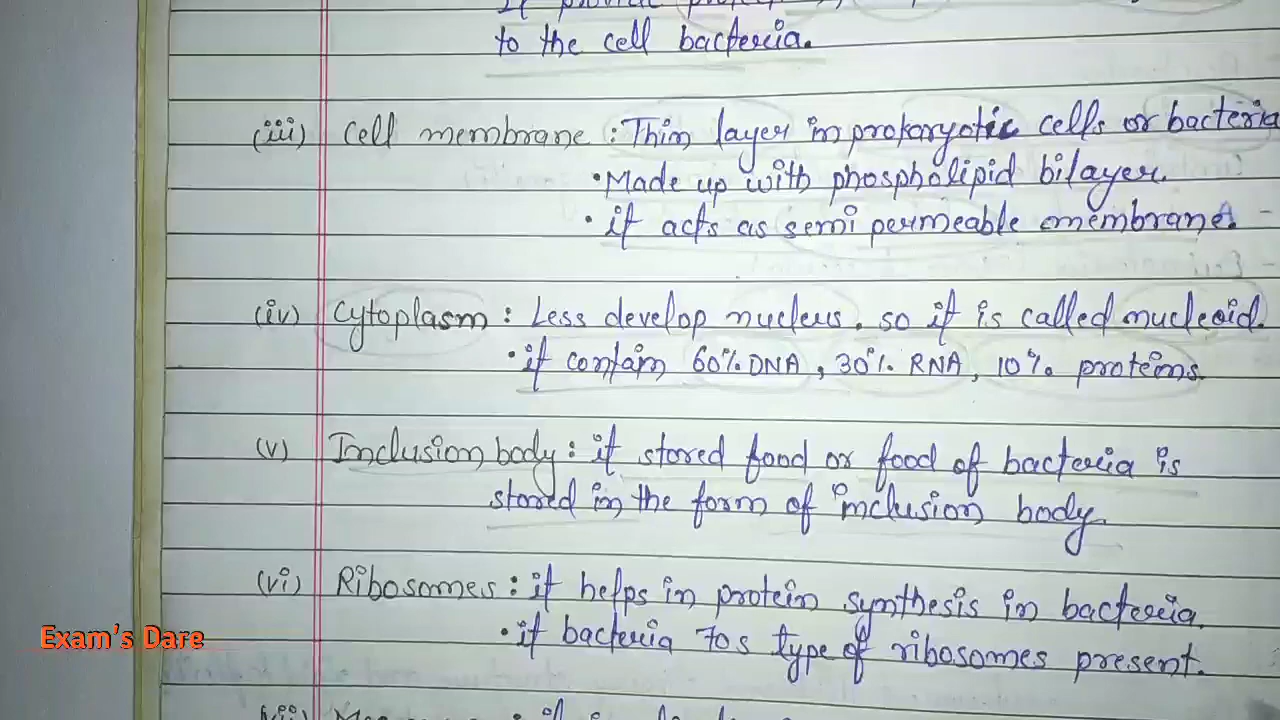 to the cell bacteria.
(iii) Cell membrane : Thin layer in prokaryotic cells or bacteria
• Made up with phospholipid bilayer.
• it acts as semi permeable membrane.
(iv) Cytoplasm : Less develop nucleus. so it is called nucleoid.
• it contain 60% DNA, 30% RNA, 10% proteins
(v) Inclusion body : it stored food or food of bacteria is
stored in the form of inclusion body.
(vi) Ribosomes : it helps in protein synthesis in bacteria.
• it bacteria 70s type of ribosomes present.
Exam's Dare